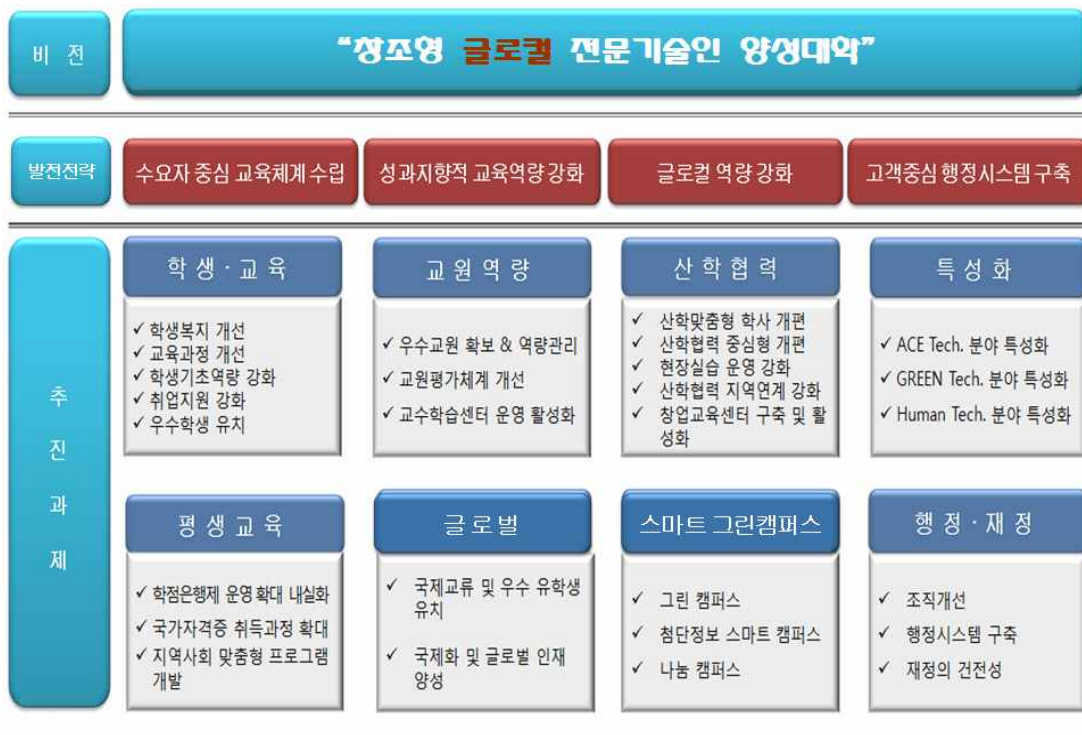 비 전
“창조형 글로컬 전문기술인 양성대학”
발전전략
수요자 중심 교육체계 수립
성과지향적 교육역량 강화
글로컬 역량 강화
고객중심 행정시스템 구축
추
진
과
제
학 생 · 교 육
✓ 학생복지 개선
✓ 교육과정 개선
✓ 학생기초역량 강화
✓ 취업지원 강화
✓ 우수학생 유치
교 원 역 량
✓ 우수교원 확보 & 역량관리
✓ 교원평가체계 개선
✓ 교수학습센터 운영 활성화
산 학 협 력
✓ 산학맞춤형 학사 개편
✓ 산학협력 중심형 개편
✓ 현장실습 운영 강화
✓ 산학협력 지역연계 강화
✓ 창업교육센터 구축 및 활
성화
특 성 화
✓ ACE Tech. 분야 특성화
✓ GREEN Tech. 분야 특성화
✓ Human Tech. 분야 특성화
평 생 교 육
✓ 학점은행제 운영 확대 내실화
✓ 국가자격증 취득과정 확대
✓ 지역사회 맞춤형 프로그램
개발
글 로 벌
✓ 국제교류 및 우수 유학생
유치
✓ 국제화 및 글로벌 인재
양성
스마트 그린캠퍼스
✓ 그린 캠퍼스
✓ 첨단정보 스마트 캠퍼스
✓ 나눔 캠퍼스
행 정 · 재 정
✓ 조직개선
✓ 행정시스템 구축
✓ 재정의 건전성